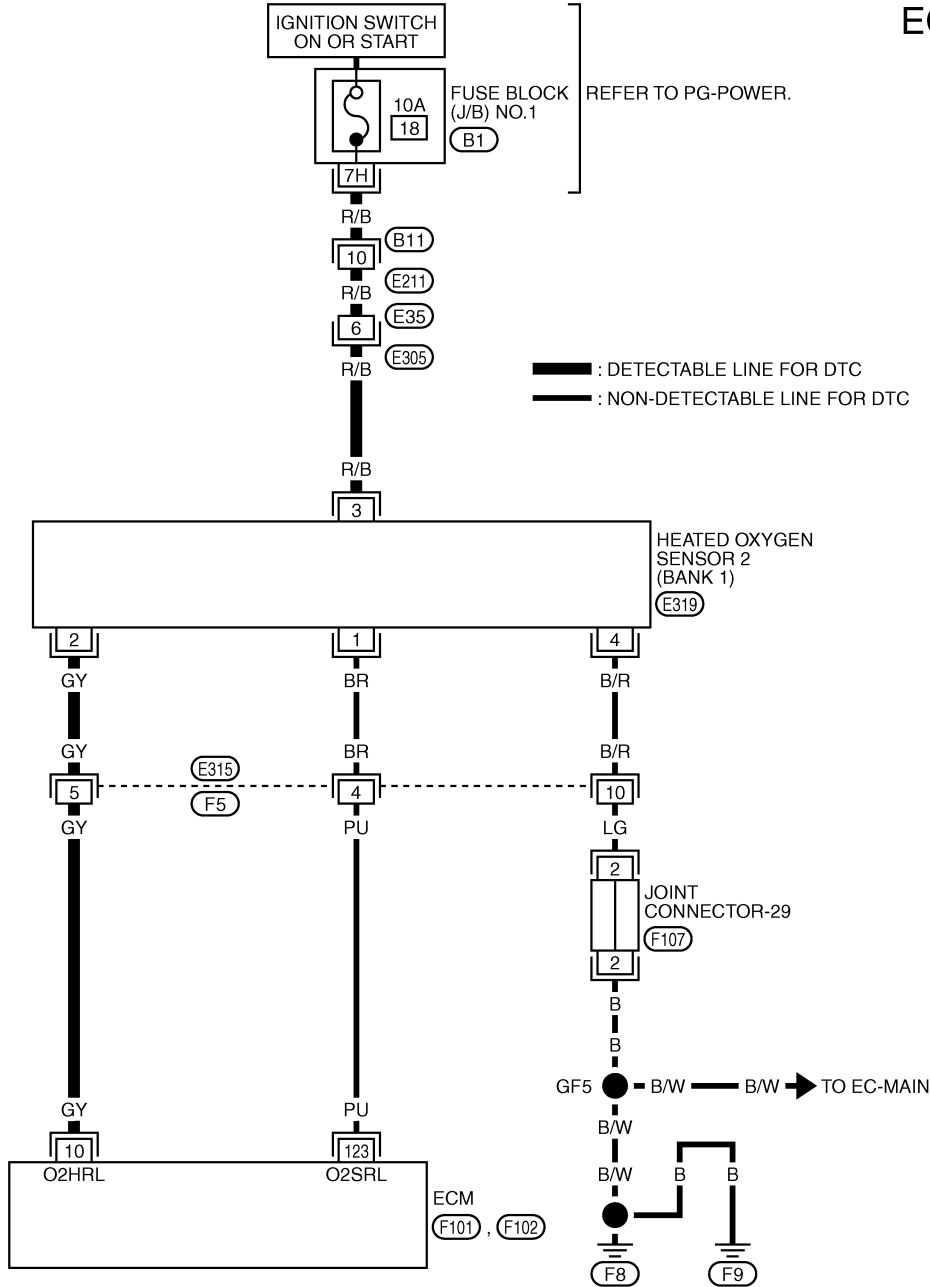 EC
IGNITION SWITCH
ON OR START
10A
18
FUSE BLOCK
(J/B) NO.1
B1
REFER TO PG-POWER.
7H
R/B
B11
10
E211
R/B
E35
6
E305
R/B
: DETECTABLE LINE FOR DTC
: NON-DETECTABLE LINE FOR DTC
R/B
3
HEATED OXYGEN
SENSOR 2
(BANK 1)
E319
2 1 4
GY BR B/R
GY BR B/R
E315
5 4 10
F5
GY PU LG
2
JOINT
CONNECTOR-29
F107
2
B
B
GF5 B/W B/W TO EC-MAIN
GY PU B/W
10 123
O2HRL O2SRL B/W B B
ECM
F101 , F102
F8 F9